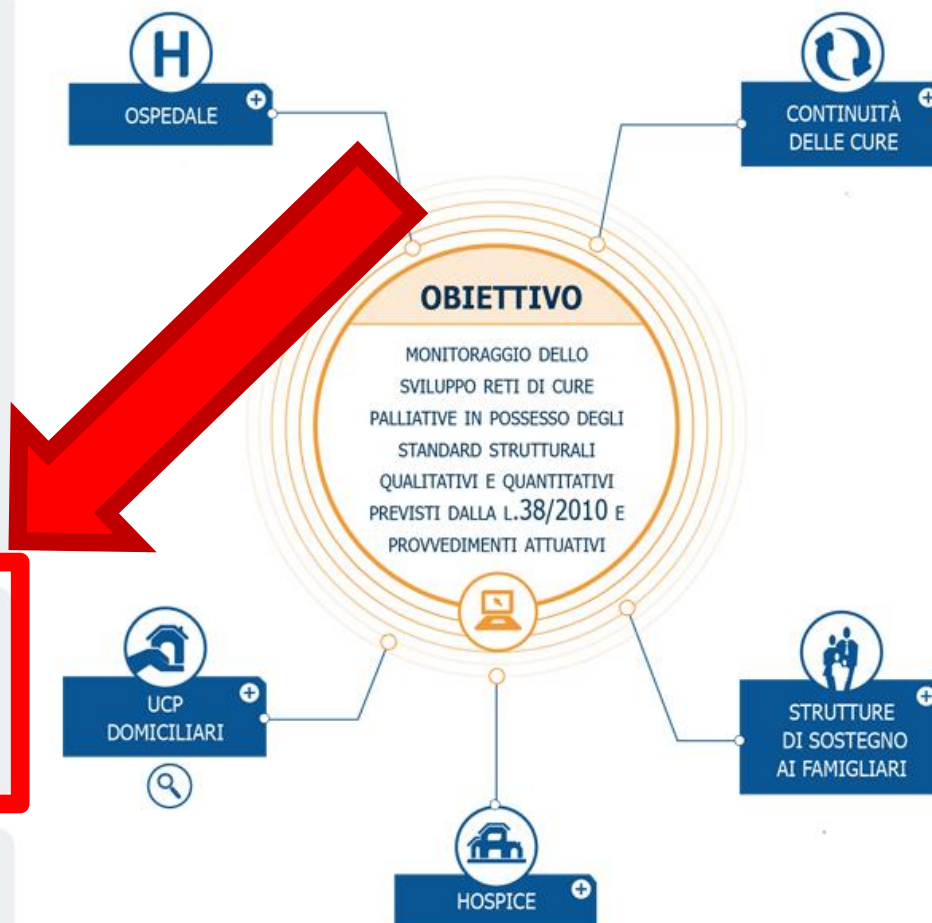 H
OSPEDALE
CONTINUITÀ
DELLE CURE
OBIETTIVO
MONITORAGGIO DELLO
SVILUPPO RETI DI CURE
PALLIATIVE IN POSSESSO DEGLI
STANDARD STRUTTURALI
QUALITATIVI E QUANTITATIVI
PREVISTI DALLA L.38/2010 E
PROVVEDIMENTI ATTUATIVI
UCP
DOMICILIARI
STRUTTURE
DI SOSTEGNO
AI FAMIGLIARI
HOSPICE